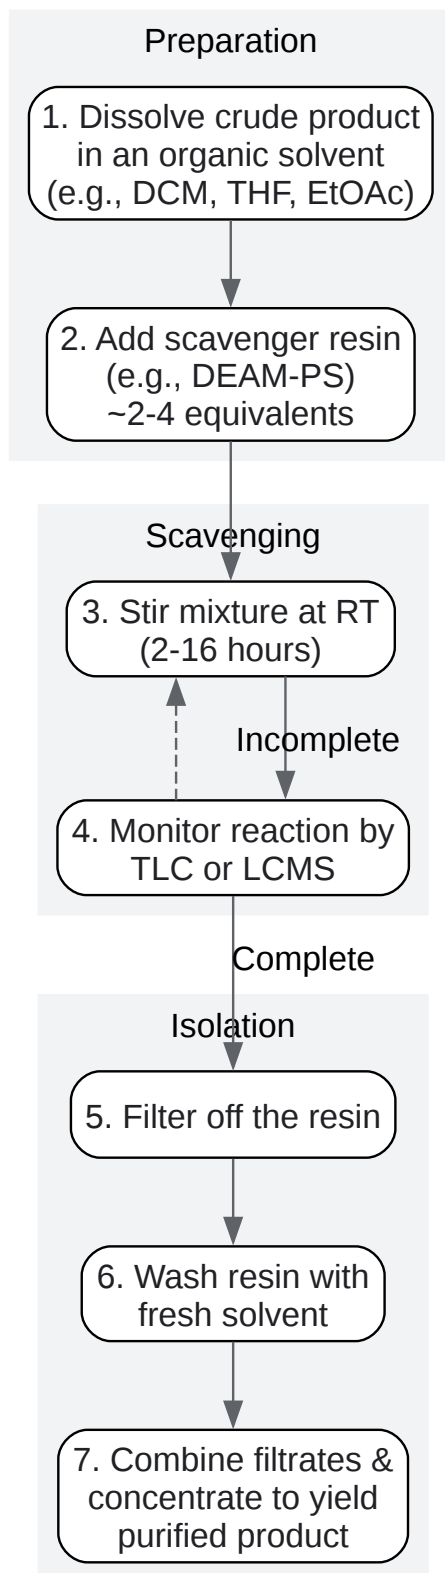 Preparation
1. Dissolve crude product
in an organic solvent
(e.g., DCM, THF, EtOAc)
2. Add scavenger resin
(e.g., DEAM-PS)
~2-4 equivalents
Scavenging
3. Stir mixture at RT
(2-16 hours)
Incomplete
4. Monitor reaction by
TLC or LCMS
Complete
Isolation
5. Filter off the resin
6. Wash resin with
fresh solvent
7. Combine filtrates &
concentrate to yield
purified product